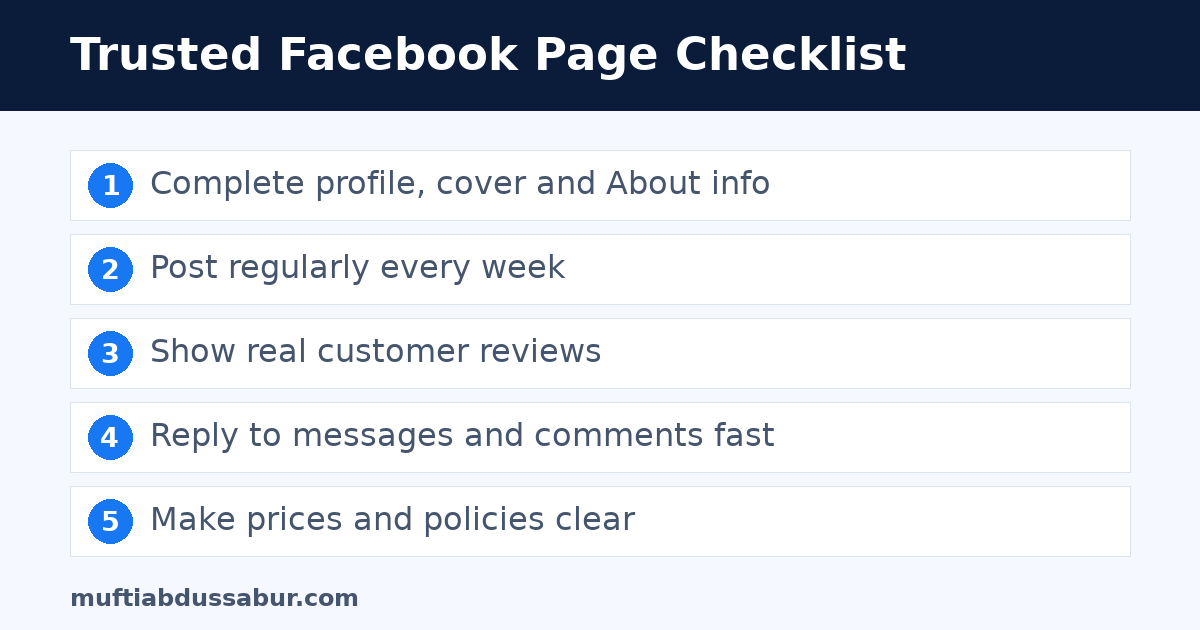 Trusted Facebook Page Checklist
1 Complete profile, cover and About info
2 Post regularly every week
3 Show real customer reviews
4 Reply to messages and comments fast
5 Make prices and policies clear
muftiabdussabur.com